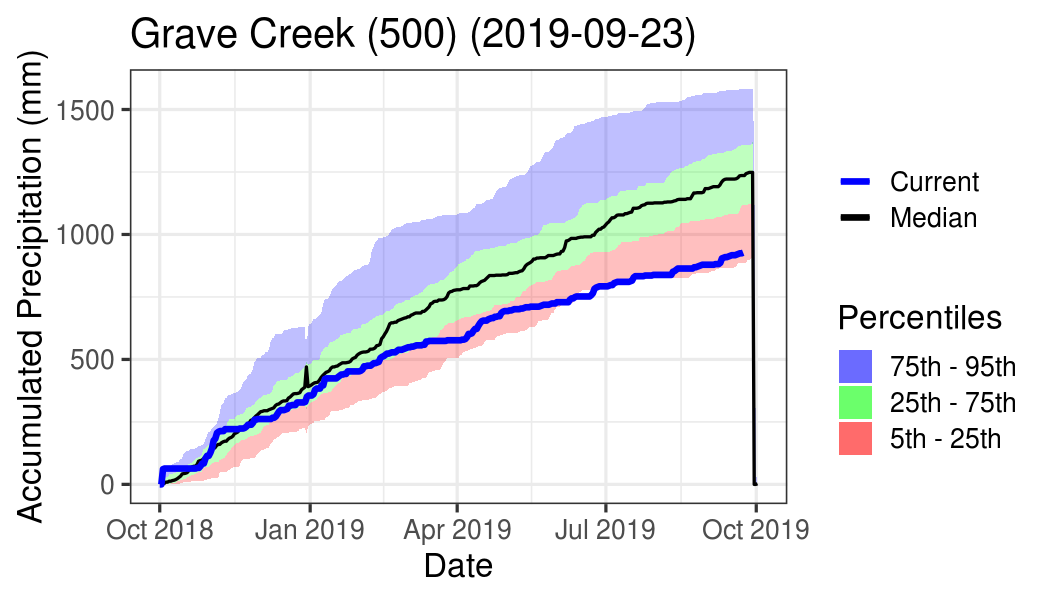 Grave Creek (500) (2019-09-23)
Accumulated Precipitation (mm)
1500
1000
500
0
Oct 2018
Jan 2019
Apr 2019
Jul 2019
Oct 2019
Date
Current
Median
Percentiles
75th - 95th
25th - 75th
5th - 25th